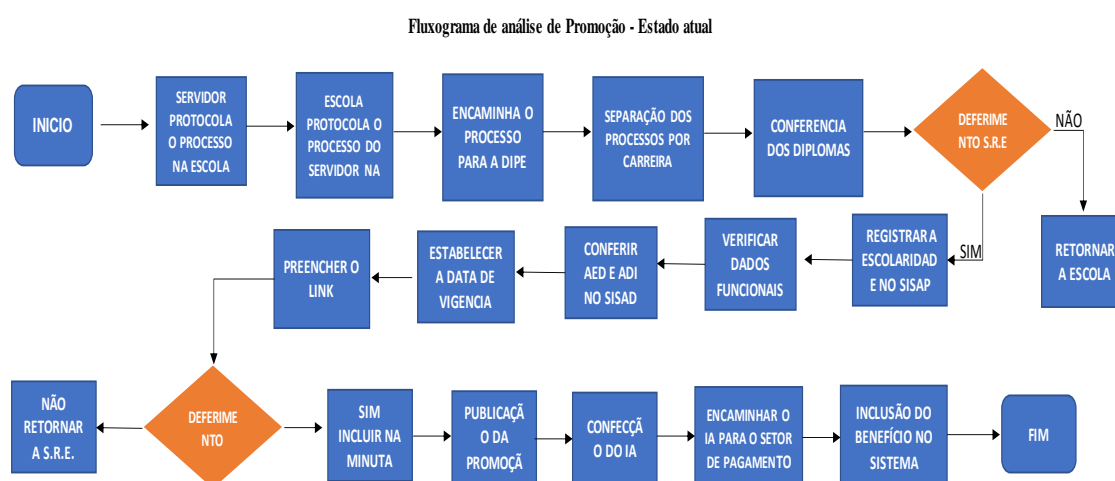 Fluxograma de análise de Promoção - Estado atual
INICIO
SERVIDOR
PROTOCOLA
O PROCESSO
NA ESCOLA
ESCOLA
PROTOCOLA O
PROCESSO DO
SERVIDOR NA
ENCAMINHA O
PROCESSO
PARA A DIPE
SEPARAÇÃO DOS
PROCESSOS POR
CARREIRA
CONFERENCIA
DOS DIPLOMAS
DEFERIME
NTO S.R.E
NÃO
RETORNAR
A ESCOLA
SIM
REGISTRAR A
ESCOLARIDAD
E NO SISAP
VERIFICAR
DADOS
FUNCIONAIS
CONFERIR
AED E ADI
NO SISAD
ESTABELECER
A DATA DE
VIGENCIA
PREENCHER O
LINK
DEFERIME
NTO
NÃO
RETORNAR
A S.R.E.
SIM
INCLUIR NA
MINUTA
PUBLICAÇÃ
O DA
PROMOÇÃ
CONFECÇÃ
O DO IA
ENCAMINHAR O
IA PARA O SETOR
DE PAGAMENTO
INCLUSÃO DO
BENEFÍCIO NO
SISTEMA
FIM